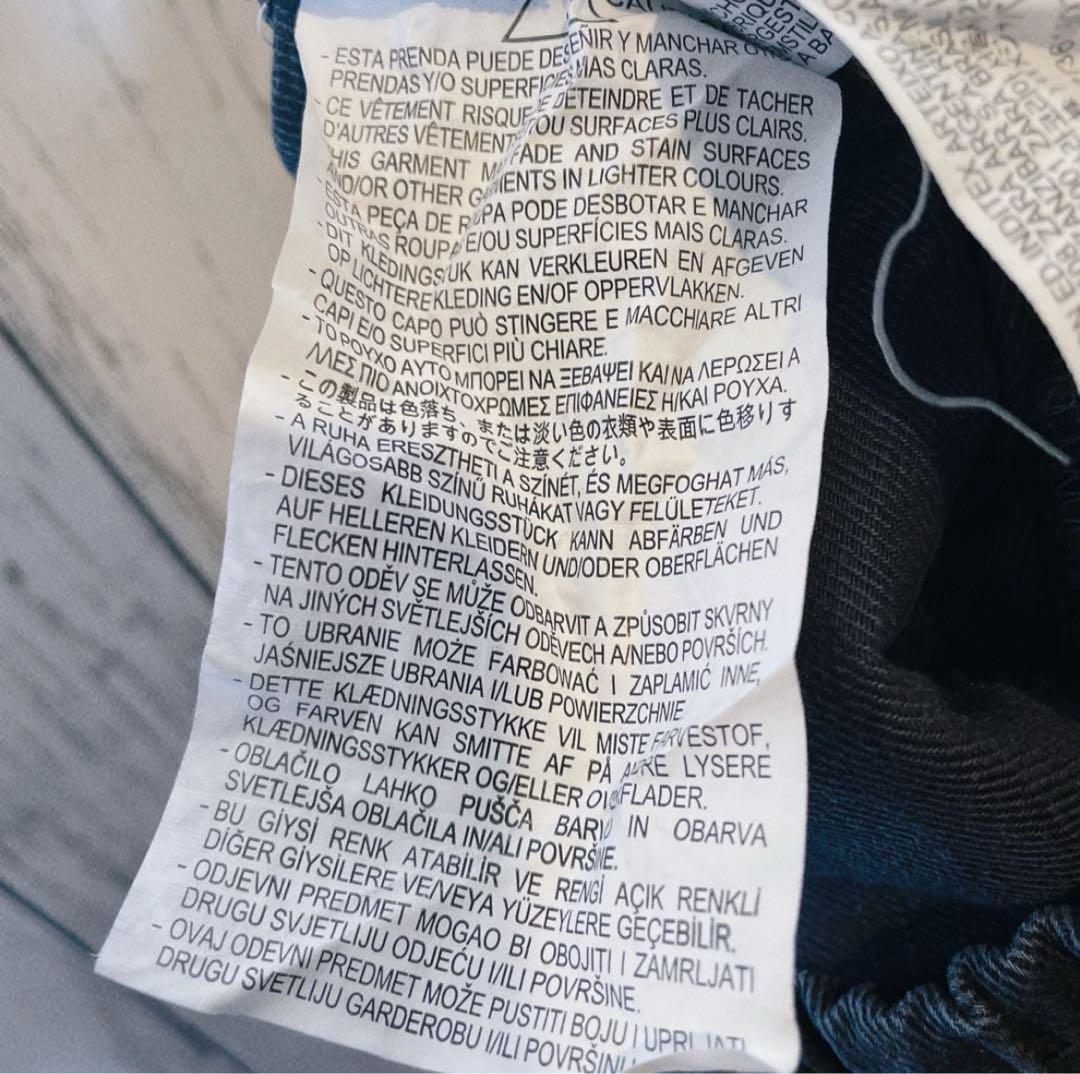 - ESTA PRENDA PUEDE DESTEÑIR Y MANCHAR
PRENDAS Y/O SUPERFICIES MAS CLARAS.
- CE VÊTEMENT RISQUE DE DÉTEINDRE ET DE TACHER
D'AUTRES VÊTEMENT OU SURFACES PLUS CLAIRS.
THIS GARMENT FADE AND STAIN SURFACES
AND/OR OTHER GARMENTS IN LIGHTER COLOURS.
- ESTA PEÇA DE ROUPA PODE DESBOTAR E MANCHAR
OUTRAS ROUPA E/OU SUPERFÍCIES MAIS CLARAS.
- DIT KLEDINGSTUK KAN VERKLEUREN EN AFGEVEN
OP LICHTERE KLEDING EN/OF OPPERVLAKKEN.
- QUESTO CAPO PUÒ STINGERE E MACCHIARE ALTRI
CAPI E/O SUPERFICI PIÙ CHIARE.
- ΤΟ ΡΟΥΧΟ ΑΥΤΟ ΜΠΟΡΕΙ ΝΑ ΞΕΒΑΨΕΙ ΚΑΙ ΝΑ ΛΕΡΩΣΕΙ Α
ΜΕΣ ΠΙΟ ΑΝΟΙΧΤΟΧΡΩΜΕΣ ΕΠΙΦΑΝΕΙΕΣ Η/ΚΑΙ ΡΟΥΧΑ.
- この製品は色落ち、または淡い色の衣類や表面に色移りす
ることがありますのでご注意ください。
- A RUHA ERESZTHETI A SZÍNÉT, ÉS MEGFOGHAT MÁS,
VILÁGOSABB SZÍNŰ RUHÁKAT VAGY FELÜLETEKET.
- DIESES KLEIDUNGSSTÜCK KANN ABFÄRBEN UND
AUF HELLEREN KLEIDERN UND/ODER OBERFLÄCHEN
FLECKEN HINTERLASSEN.
- TENTO ODĚV SE MŮŽE ODBARVIT A ZPŮSOBIT SKVRNY
NA JINÝCH SVĚTLEJŠÍCH ODĚVECH A/NEBO POVRŠÍCH.
- TO UBRANIE MOŻE FARBOWAĆ I ZAPLAMIĆ INNE,
JAŚNIEJSZE UBRANIA I/LUB POWIERZCHNIE
- DETTE KLÆDNINGSSTYKKE VIL MISTE FARVESTOF,
OG FARVEN KAN SMITTE AF PÅ ANDRE LYSERE
KLÆDNINGSSTYKKER OG/ELLER OVERFLADER.
- OBLAČILO LAHKO PUŠČA BARVO IN OBARVA
SVETLEJŠA OBLAČILA IN/ALI POVRŠINE.
- BU GİYSİ RENK ATABİLİR VE RENGİ AÇIK RENKLİ
DİĞER GİYSİLERE VE/VEYA YÜZEYLERE GEÇEBİLİR.
- ODJEVNI PREDMET MOGAO BI OBOJITI I ZAMRLJATI
DRUGU SVJETLIJU ODJEĆU I/ILI POVRŠINE.
- OVAJ ODEVNI PREDMET MOŽE PUSTITI BOJU I UPRLJATI
DRUGU SVETLIJU GARDEROBU I/ILI POVRŠINU.